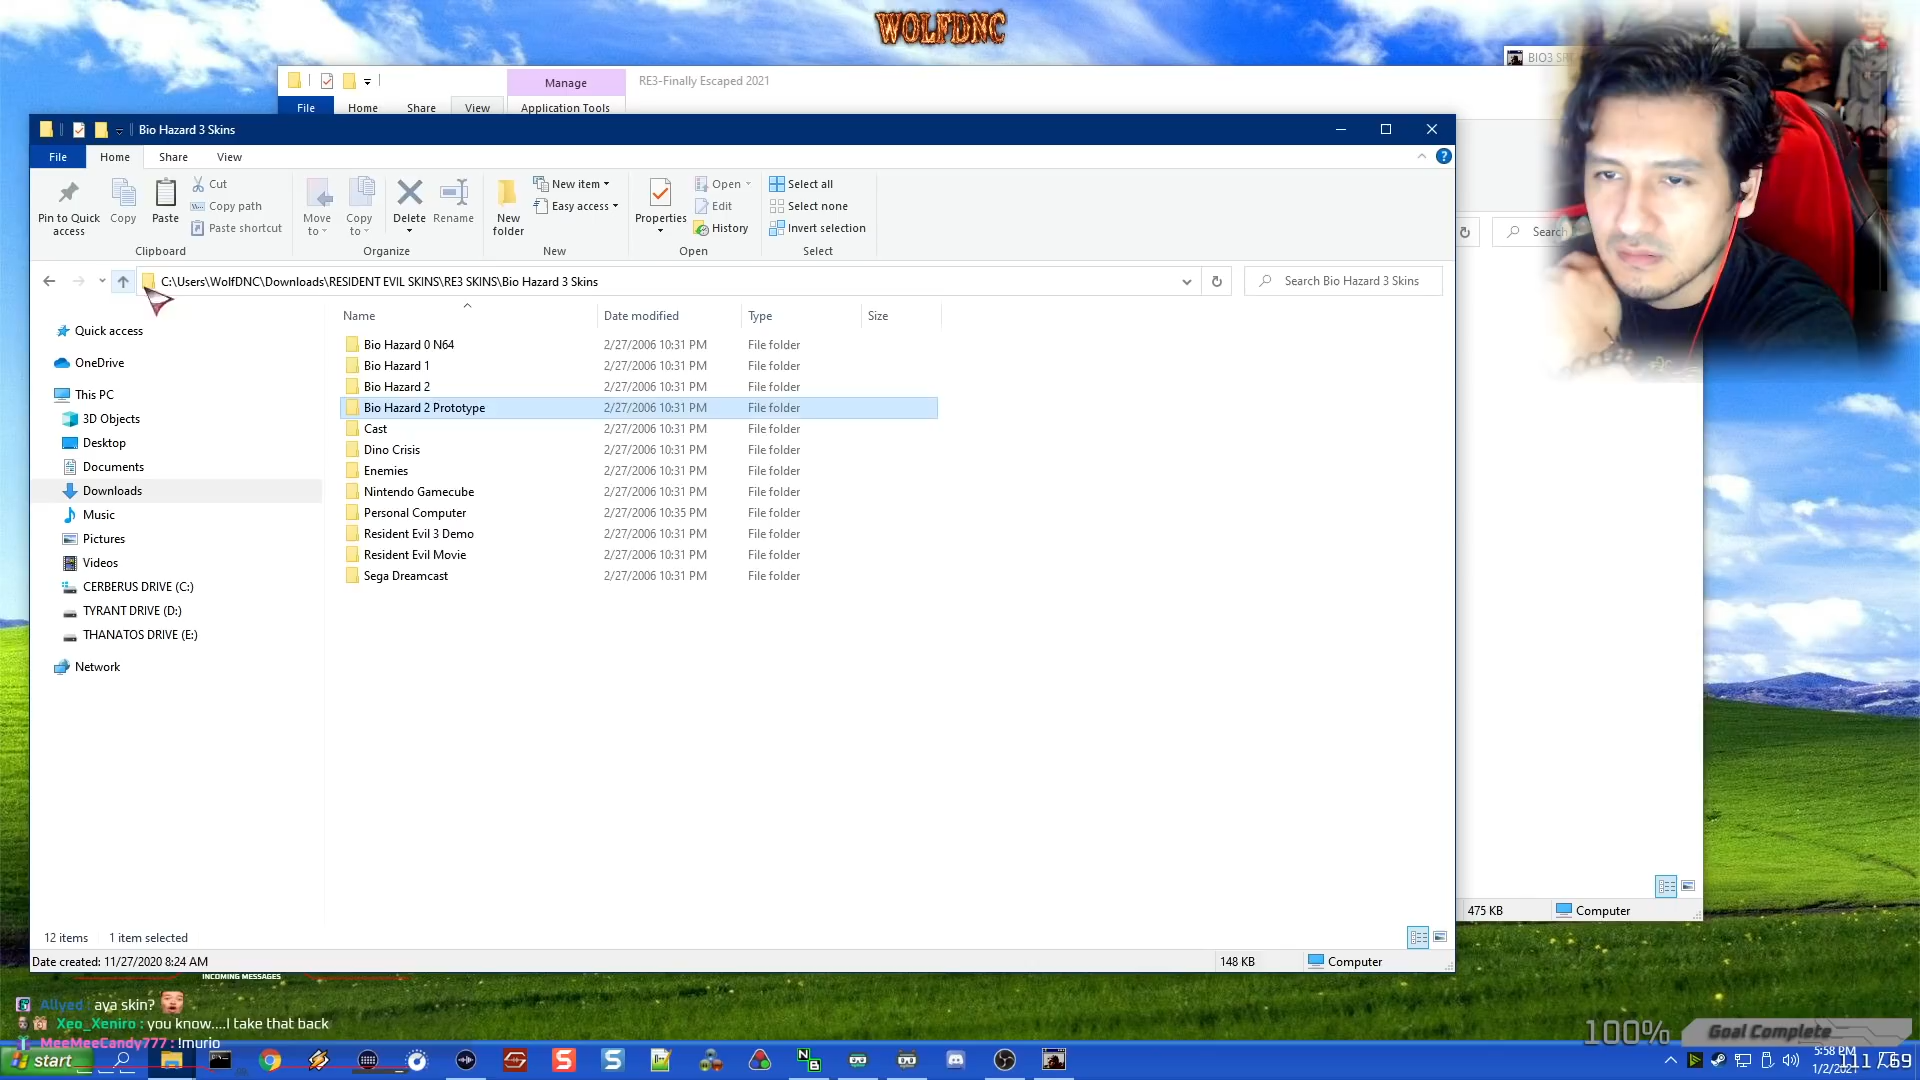 WOLFDNC
Manage
RE3-Finally Escaped 2021
BIO3
File Home Share View Application Tools
Bio Hazard 3 Skins
File Home Share View
Pin to Quick access
Copy
Paste
Cut
Copy path
Paste shortcut
Move to
Copy to
Delete
Rename
New folder
New item
Easy access
Properties
Open
Edit
History
Select all
Select none
Invert selection
Clipboard Organize New Open Select
C:\Users\WolfDNC\Downloads\RESIDENT EVIL SKINS\RE3 SKINS\Bio Hazard 3 Skins
Search Bio Hazard 3 Skins
Search
Quick access
OneDrive
This PC
3D Objects
Desktop
Documents
Downloads
Music
Pictures
Videos
CERBERUS DRIVE (C:)
TYRANT DRIVE (D:)
THANATOS DRIVE (E:)
Network
Name Date modified Type Size
Bio Hazard 0 N64 2/27/2006 10:31 PM File folder
Bio Hazard 1 2/27/2006 10:31 PM File folder
Bio Hazard 2 2/27/2006 10:31 PM File folder
Bio Hazard 2 Prototype 2/27/2006 10:31 PM File folder
Cast 2/27/2006 10:31 PM File folder
Dino Crisis 2/27/2006 10:31 PM File folder
Enemies 2/27/2006 10:31 PM File folder
Nintendo Gamecube 2/27/2006 10:31 PM File folder
Personal Computer 2/27/2006 10:35 PM File folder
Resident Evil 3 Demo 2/27/2006 10:31 PM File folder
Resident Evil Movie 2/27/2006 10:31 PM File folder
Sega Dreamcast 2/27/2006 10:31 PM File folder
475 KB Computer
12 items 1 item selected
Date created: 11/27/2020 8:24 AM 148 KB Computer
INCOMING MESSAGES
Allyed aya skin?
Xeo_Xeniro : you know....I take that back
MeeMeeCandy777 : !murio
100% Goal Complete
start
5:58 PM
1/2/2021
111 / 69